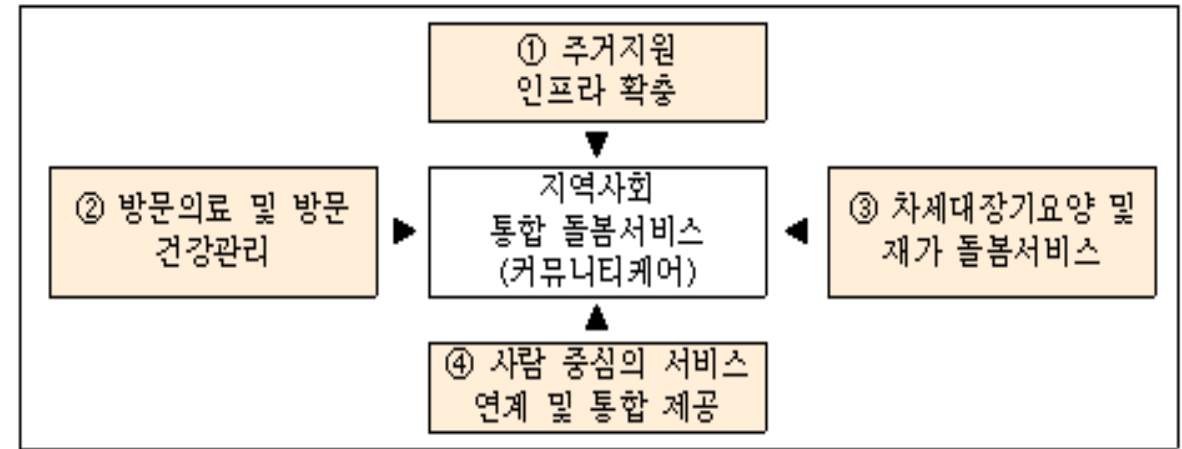 ① 주거지원
인프라 확충
② 방문의료 및 방문
건강관리
지역사회
통합 돌봄서비스
(커뮤니티케어)
③ 차세대장기요양 및
재가 돌봄서비스
④ 사람 중심의 서비스
연계 및 통합 제공